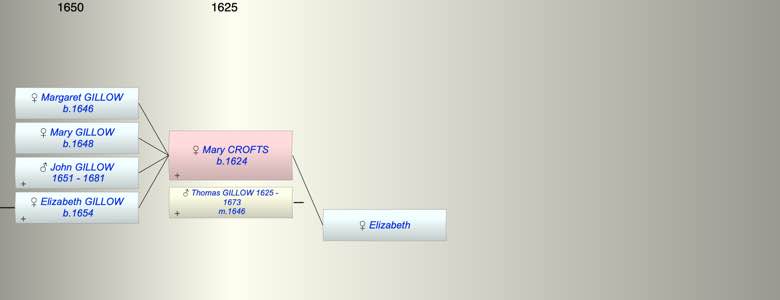 1650
1625
♀ Margaret GILLOW
b.1646
♀ Mary GILLOW
b.1648
♂ John GILLOW
1651 - 1681
+
♀ Elizabeth GILLOW
b.1654
+
♀ Mary CROFTS
b.1624
+
♂ Thomas GILLOW 1625 -
1673
m.1646
+
♀ Elizabeth